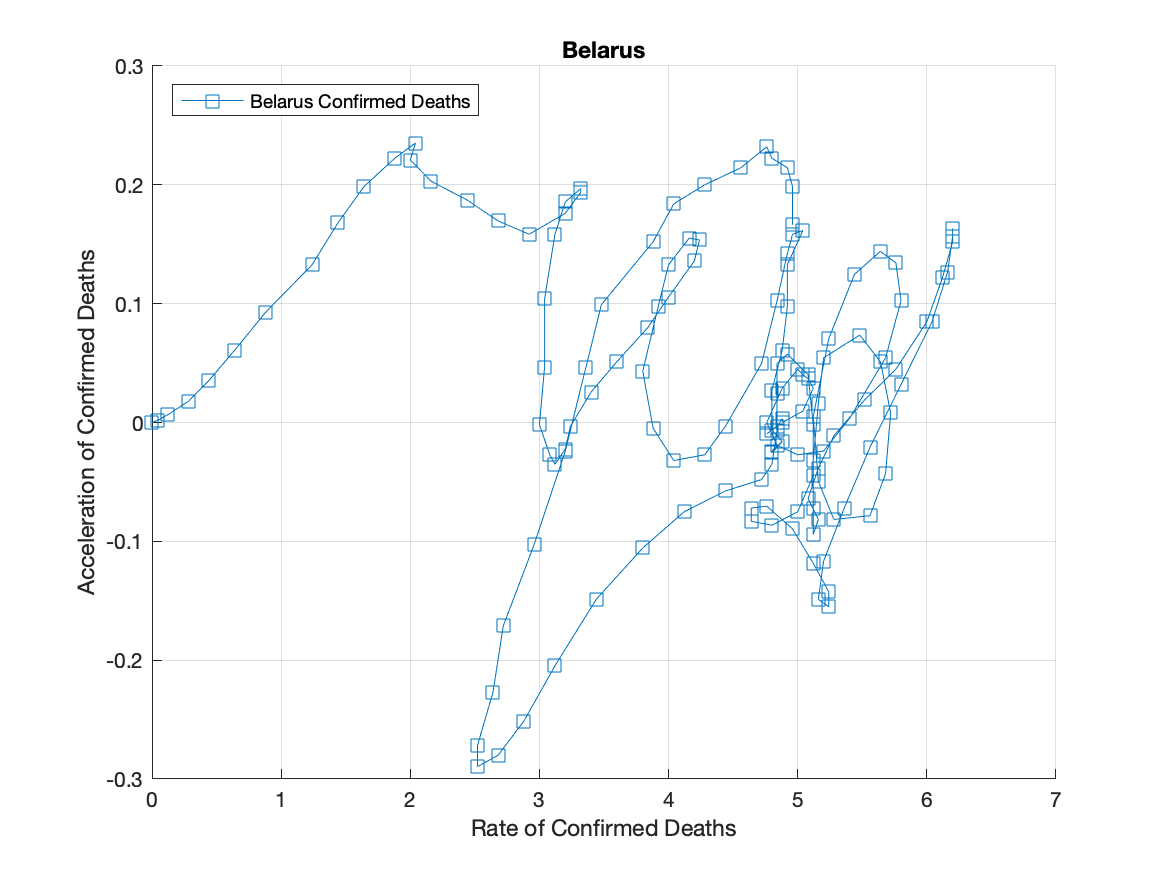 Belarus
Belarus Confirmed Deaths
0.3
0.2
0.1
0
-0.1
-0.2
-0.3
Acceleration of Confirmed Deaths
0 1 2 3 4 5 6 7
Rate of Confirmed Deaths